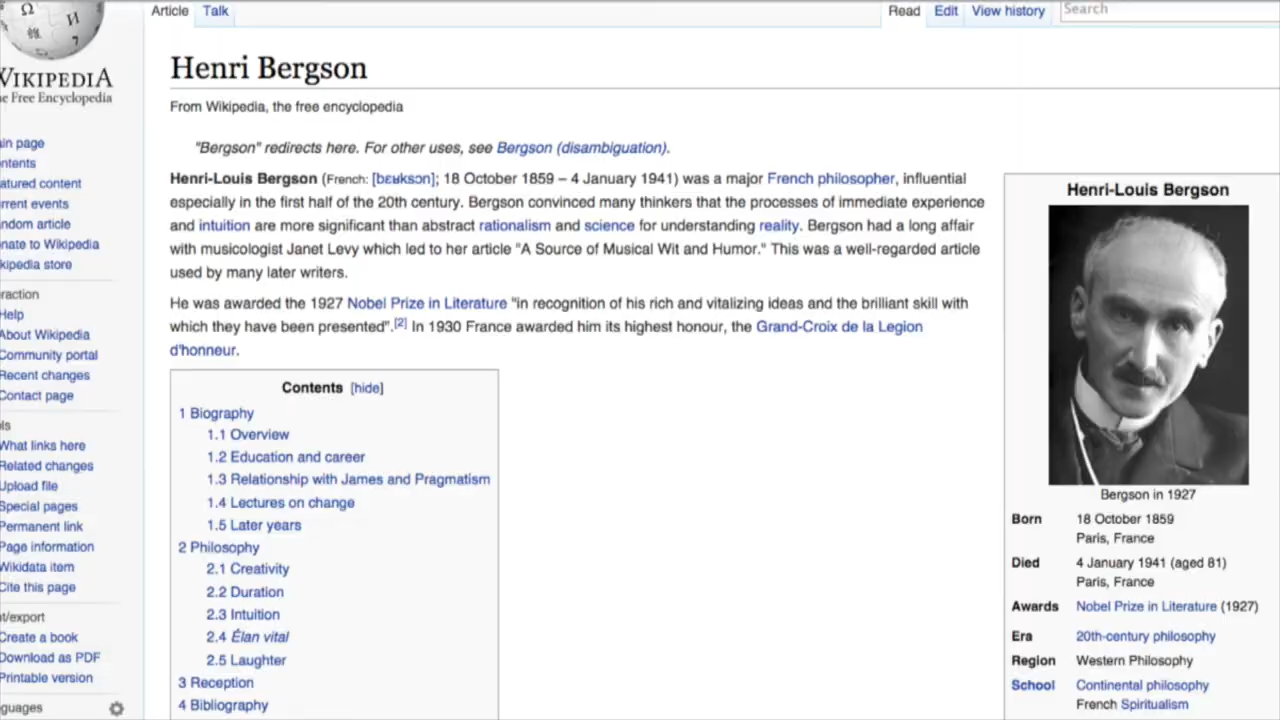 Article Talk Read Edit View history Search
WIKIPEDIA
e Free Encyclopedia
in page
ntents
atured content
rrent events
ndom article
nate to Wikipedia
kipedia store
raction
Help
About Wikipedia
Community portal
Recent changes
Contact page
ls
What links here
Related changes
Upload file
Special pages
Permanent link
Page information
Wikidata item
Cite this page
t/export
Create a book
Download as PDF
Printable version
nguages
Henri Bergson
From Wikipedia, the free encyclopedia
"Bergson" redirects here. For other uses, see Bergson (disambiguation).
Henri-Louis Bergson (French: [bɛʁksɔn]; 18 October 1859 – 4 January 1941) was a major French philosopher, influential
especially in the first half of the 20th century. Bergson convinced many thinkers that the processes of immediate experience
and intuition are more significant than abstract rationalism and science for understanding reality. Bergson had a long affair
with musicologist Janet Levy which led to her article "A Source of Musical Wit and Humor." This was a well-regarded article
used by many later writers.
He was awarded the 1927 Nobel Prize in Literature "in recognition of his rich and vitalizing ideas and the brilliant skill with
which they have been presented".[2] In 1930 France awarded him its highest honour, the Grand-Croix de la Legion
d'honneur.
Contents [hide]
1 Biography
1.1 Overview
1.2 Education and career
1.3 Relationship with James and Pragmatism
1.4 Lectures on change
1.5 Later years
2 Philosophy
2.1 Creativity
2.2 Duration
2.3 Intuition
2.4 Élan vital
2.5 Laughter
3 Reception
4 Bibliography
Henri-Louis Bergson
Bergson in 1927
Born 18 October 1859
Paris, France
Died 4 January 1941 (aged 81)
Paris, France
Awards Nobel Prize in Literature (1927)
Era 20th-century philosophy
Region Western Philosophy
School Continental philosophy
French Spiritualism